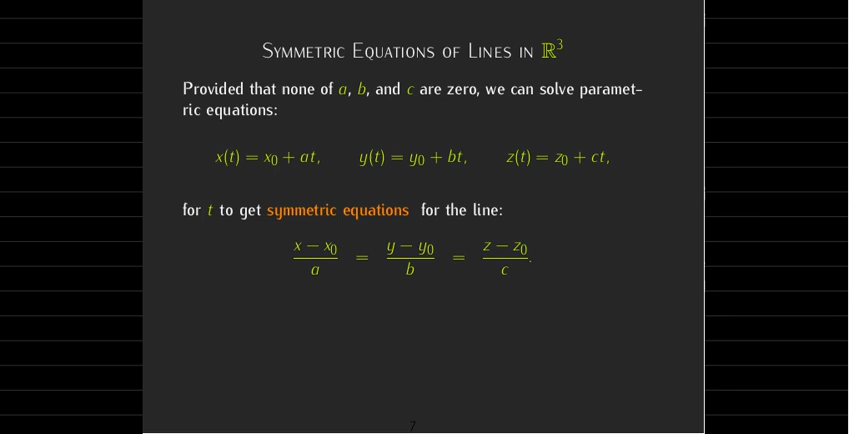 Symmetric Equations of Lines in ℝ³
Provided that none of a, b, and c are zero, we can solve paramet-
ric equations:
x(t) = x₀ + at, y(t) = y₀ + bt, z(t) = z₀ + ct,
for t to get symmetric equations for the line:
(x − x₀)/a = (y − y₀)/b = (z − z₀)/c.
7